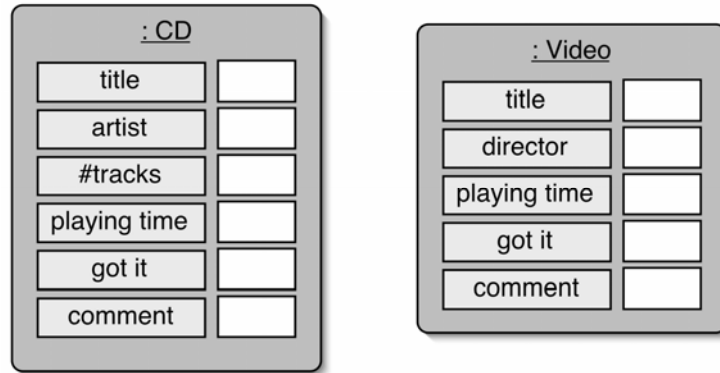 : CD
title
artist
#tracks
playing time
got it
comment
: Video
title
director
playing time
got it
comment